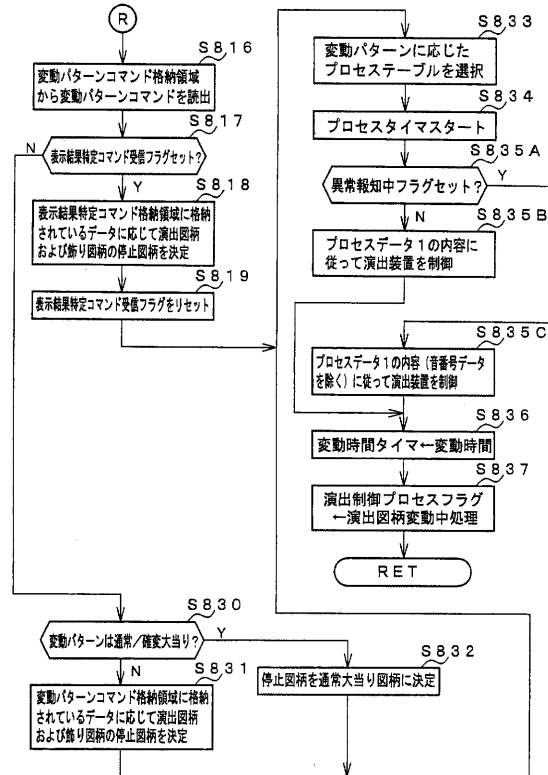 R
S816
変動パターンコマンド格納領域
から変動パターンコマンドを読出
S817
N
表示結果特定コマンド受信フラグセット?
Y
S818
表示結果特定コマンド格納領域に格納
されているデータに応じて演出図柄
および飾り図柄の停止図柄を決定
S819
表示結果特定コマンド受信フラグをリセット
S830
変動パターンは通常/確変大当り?
Y
N
S831
変動パターンコマンド格納領域に格納
されているデータに応じて演出図柄
および飾り図柄の停止図柄を決定
S832
停止図柄を通常大当り図柄に決定
S833
変動パターンに応じた
プロセステーブルを選択
S834
プロセスタイマスタート
S835A
異常報知中フラグセット?
Y
N
S835B
プロセスデータ1の内容に
従って演出装置を制御
S835C
プロセスデータ1の内容(音番号データ
を除く)に従って演出装置を制御
S836
変動時間タイマ←変動時間
S837
演出制御プロセスフラグ
←演出図柄変動中処理
RET